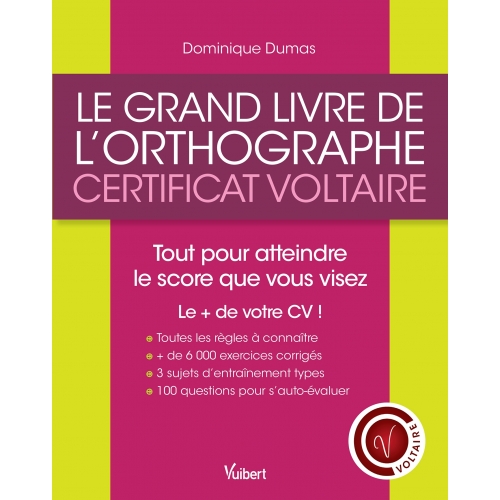 Dominique Dumas
LE GRAND LIVRE DE
L'ORTHOGRAPHE
CERTIFICAT VOLTAIRE
Tout pour atteindre
le score que vous visez
Le + de votre CV !
Toutes les règles à connaître
+ de 6 000 exercices corrigés
3 sujets d'entraînement types
100 questions pour s'auto-évaluer
V
VOLTAIRE
Vuibert